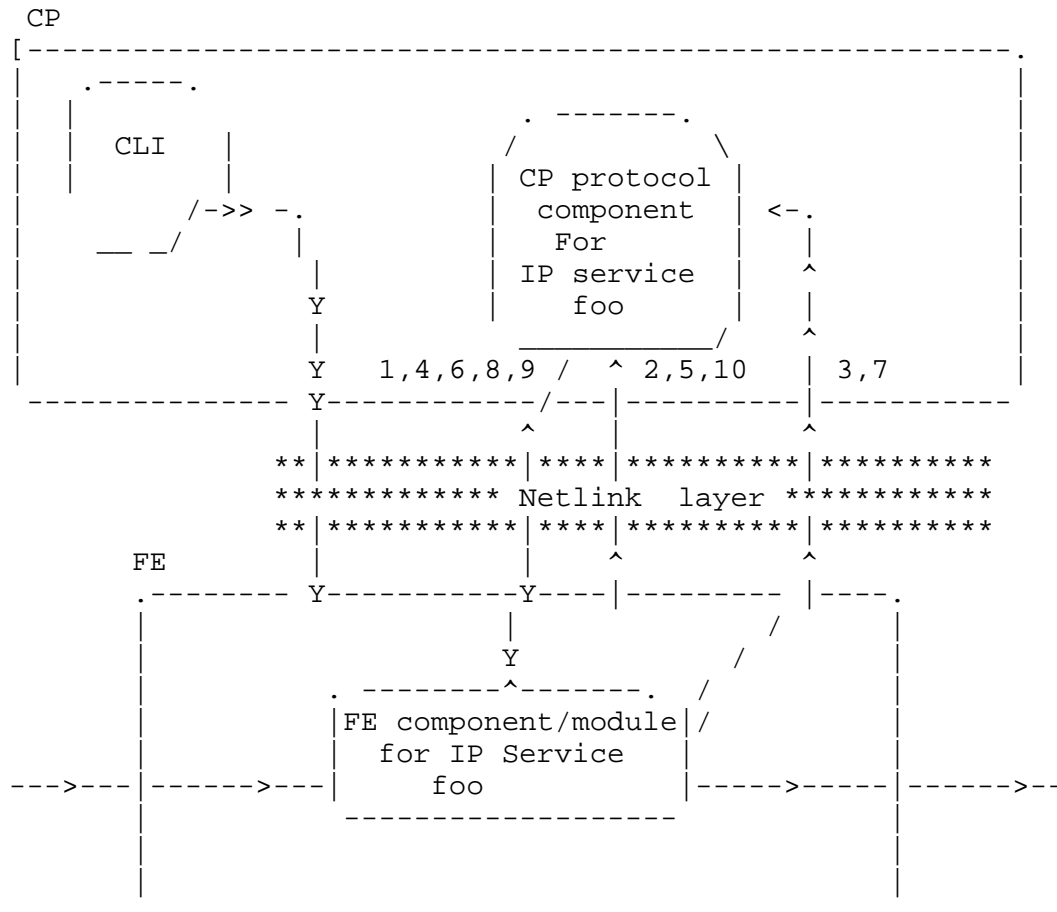 CP
CLI
CP protocol
component
For
IP service
foo
1,4,6,8,9
2,5,10
3,7
Netlink layer
FE
FE component/module
for IP Service
foo